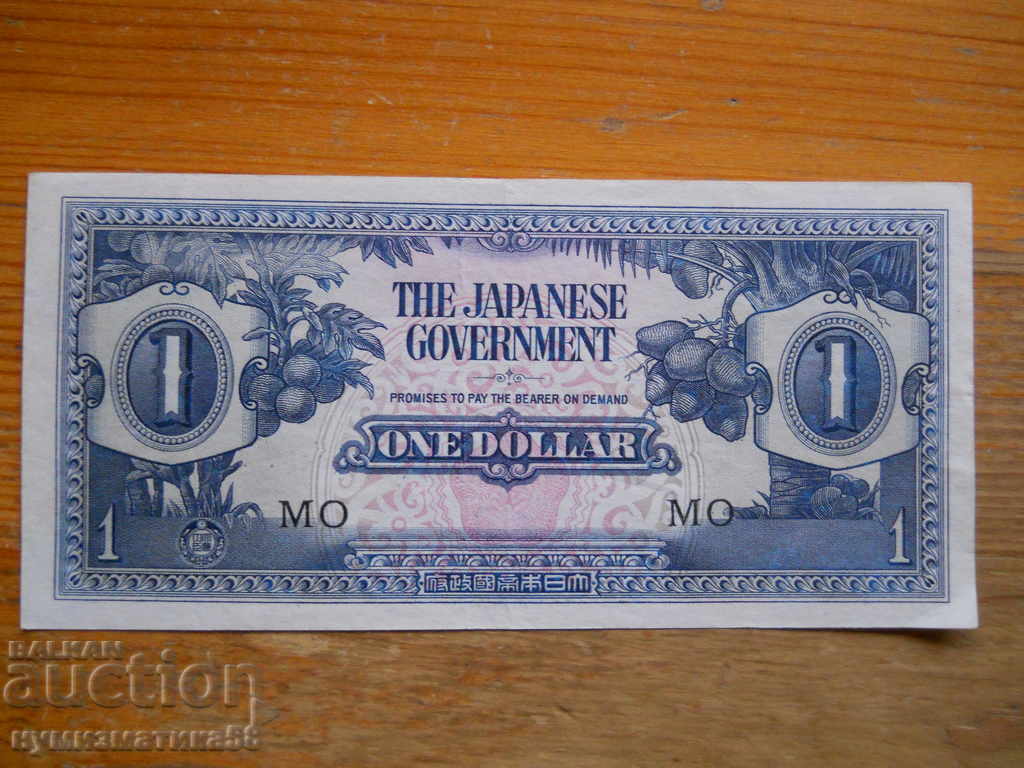 THE JAPANESE
GOVERNMENT
PROMISES TO PAY THE BEARER ON DEMAND
ONE DOLLAR
1 1
MO MO
1 1
府政國帝本日大
BALKAN
auction
нумизматика58